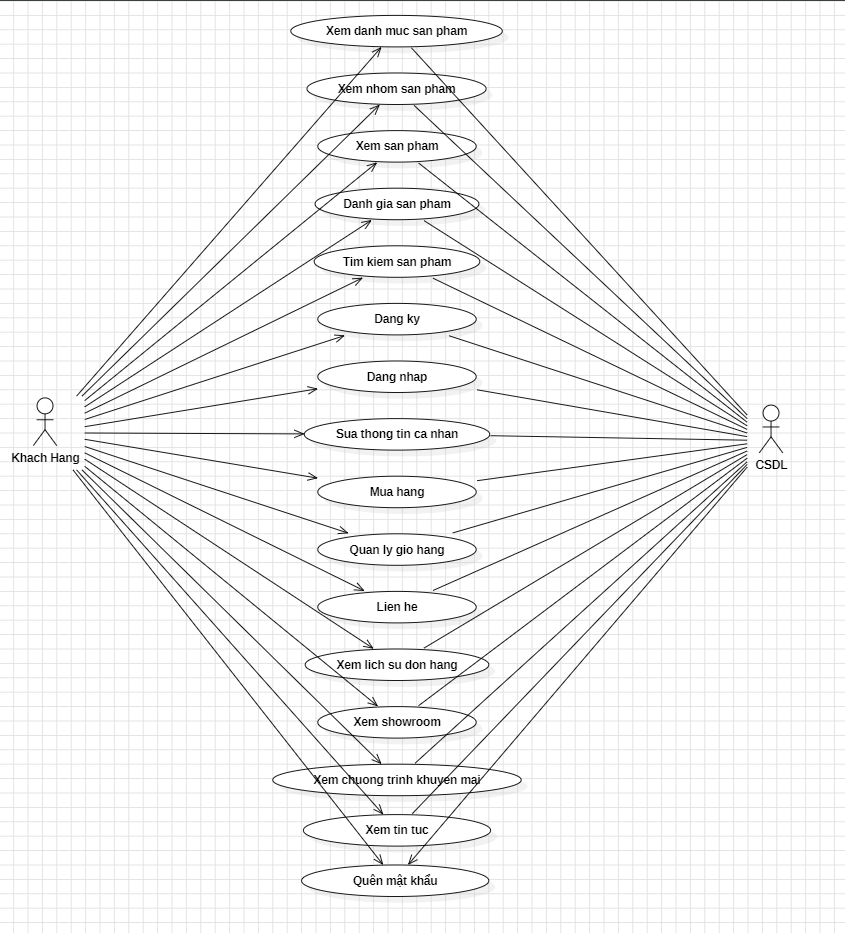 Xem danh muc san pham
Xem nhom san pham
Xem san pham
Danh gia san pham
Tim kiem san pham
Dang ky
Dang nhap
Khach Hang
Sua thong tin ca nhan
CSDL
Mua hang
Quan ly gio hang
Lien he
Xem lich su don hang
Xem showroom
Xem chuong trinh khuyen mai
Xem tin tuc
Quên mật khẩu